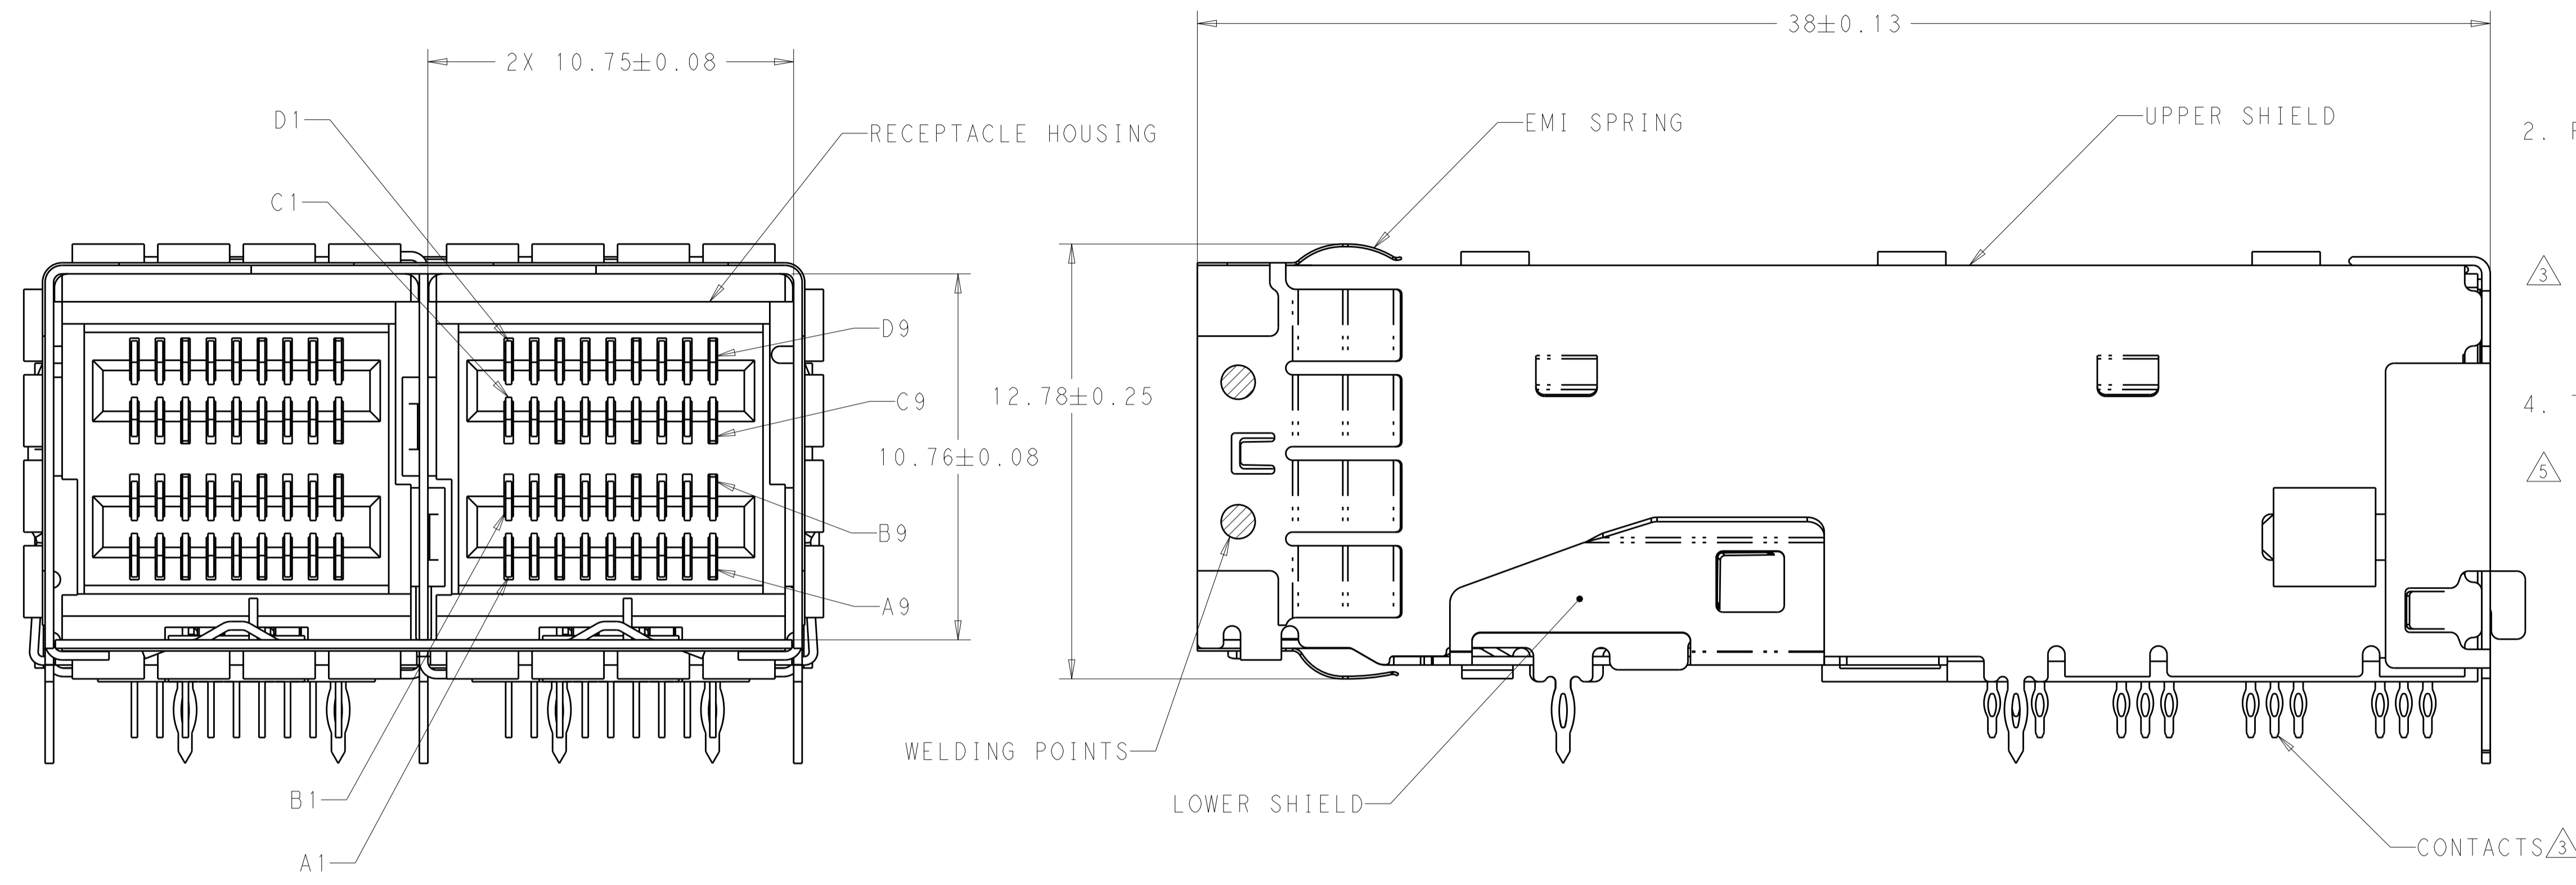 38±0.13
2X 10.75±0.08
D1
RECEPTACLE HOUSING
EMI SPRING
UPPER SHIELD
2.
C1
3
D9
12.78±0.25
C9
4.
10.76±0.08
5
B9
A9
WELDING POINTS
B1
LOWER SHIELD
A1
CONTACTS 3